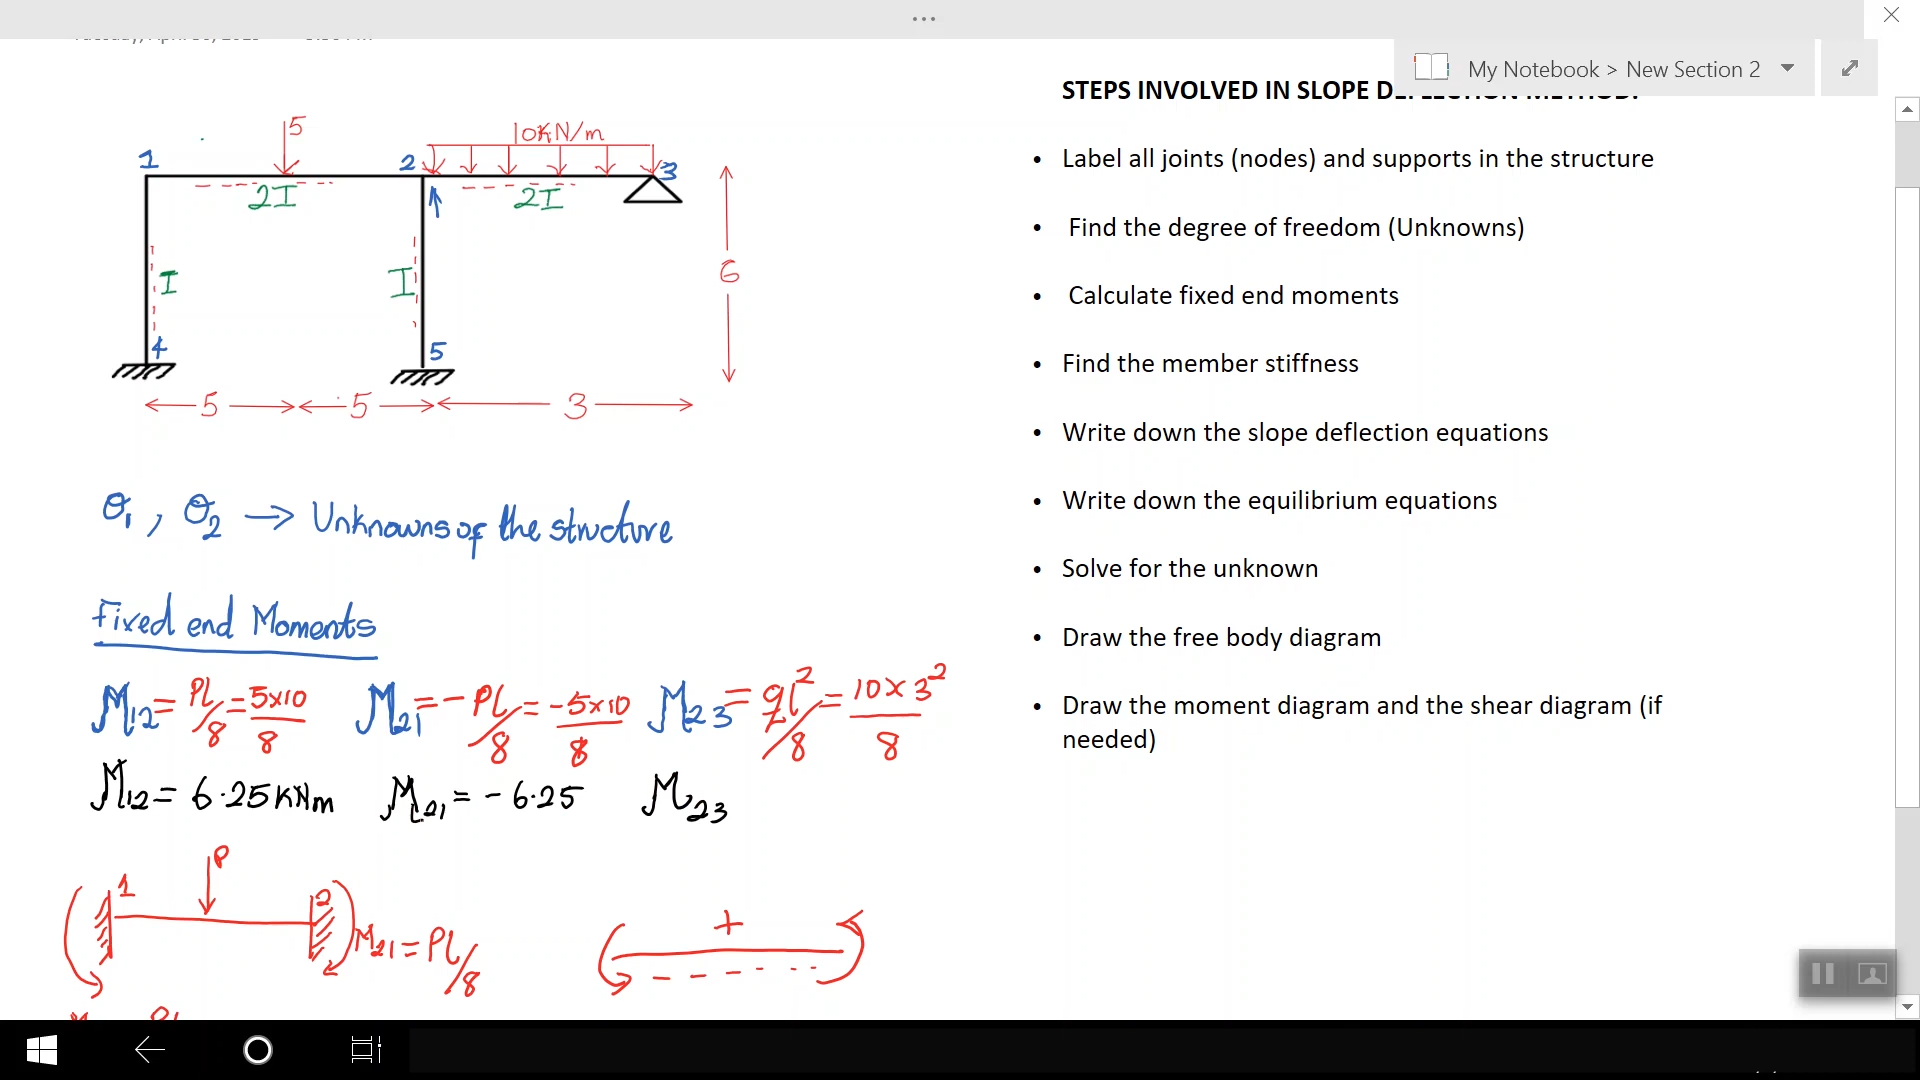 My Notebook > New Section 2
STEPS INVOLVED IN SLOPE DEFLECTION METHOD:
• Label all joints (nodes) and supports in the structure
• Find the degree of freedom (Unknowns)
• Calculate fixed end moments
• Find the member stiffness
• Write down the slope deflection equations
• Write down the equilibrium equations
• Solve for the unknown
• Draw the free body diagram
• Draw the moment diagram and the shear diagram (if
needed)
5
10KN/m
1 2 3
2I 2I
I I
6
4 5
5 5 3
θ1, θ2 → Unknowns of the structure
Fixed end Moments
M12 = Pl/8 = 5x10/8 M21 = -Pl/8 = -5x10/8 M23 = ql²/8 = 10x3²/8
M12 = 6.25KNm M21 = -6.25 M23
P
1 2
+
M21 = Pl/8